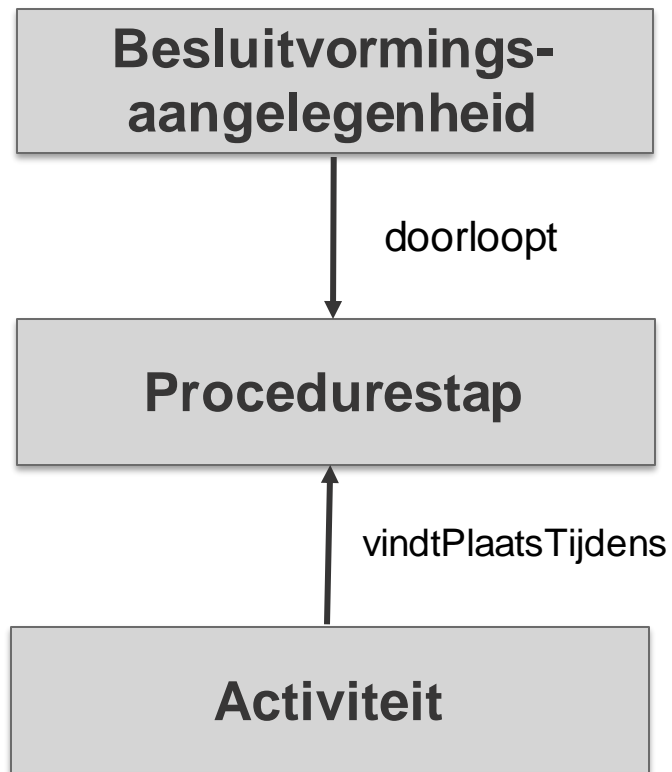 Besluitvormings-
aangelegenheid
doorloopt
Procedurestap
vindtPlaatsTijdens
Activiteit